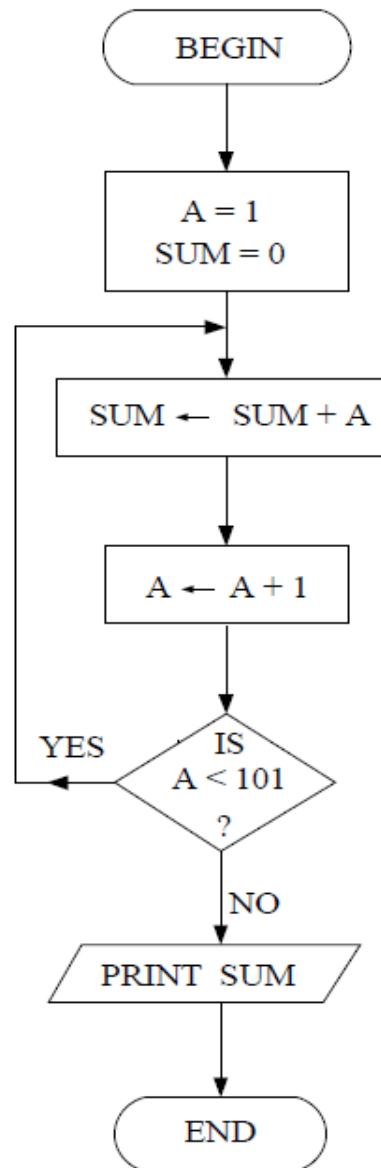 BEGIN
A = 1
SUM = 0
SUM ← SUM + A
A ← A + 1
IS
A < 101
?
YES
NO
PRINT SUM
END